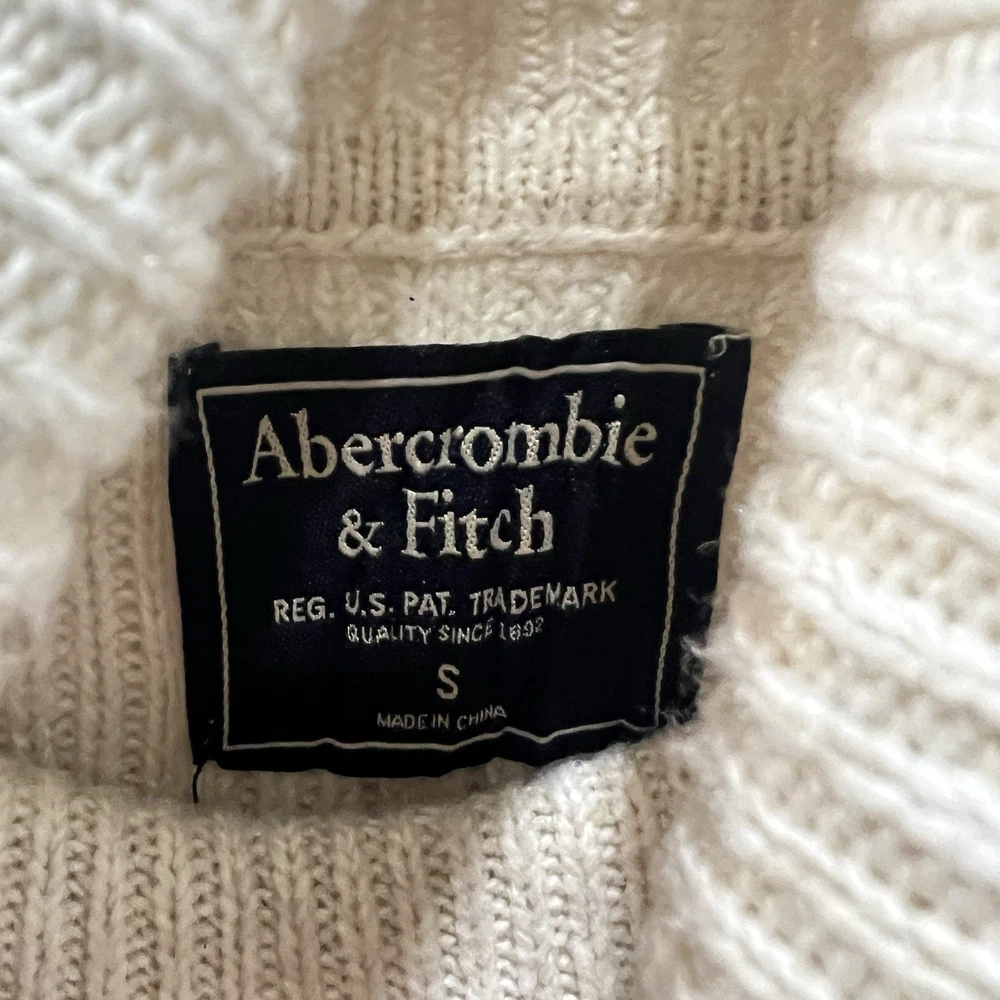 Abercrombie
& Fitch
REG. U.S. PAT. TRADEMARK
QUALITY SINCE 1892
S
MADE IN CHINA